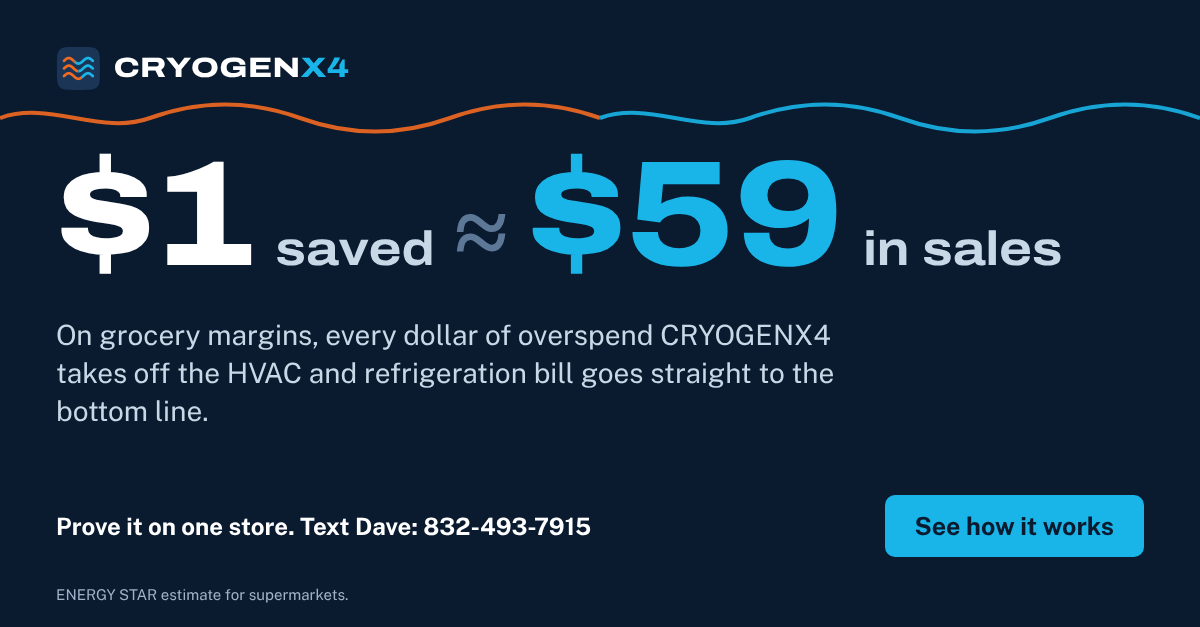 CRYOGENX4
$1 saved ≈ $59 in sales
On grocery margins, every dollar of overspend CRYOGENX4
takes off the HVAC and refrigeration bill goes straight to the
bottom line.
Prove it on one store. Text Dave: 832-493-7915
See how it works
ENERGY STAR estimate for supermarkets.